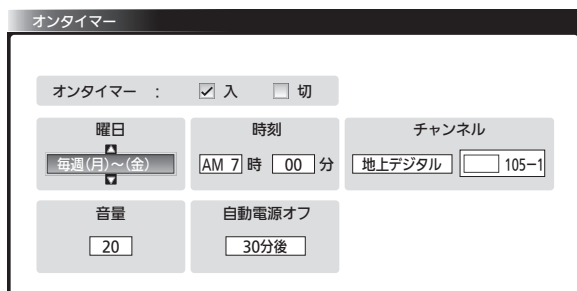 オンタイマー
オンタイマー : 入 切
曜日 時刻 チャンネル
毎週(月)~(金) AM 7 時 00 分 地上デジタル 105-1
音量 自動電源オフ
20 30分後